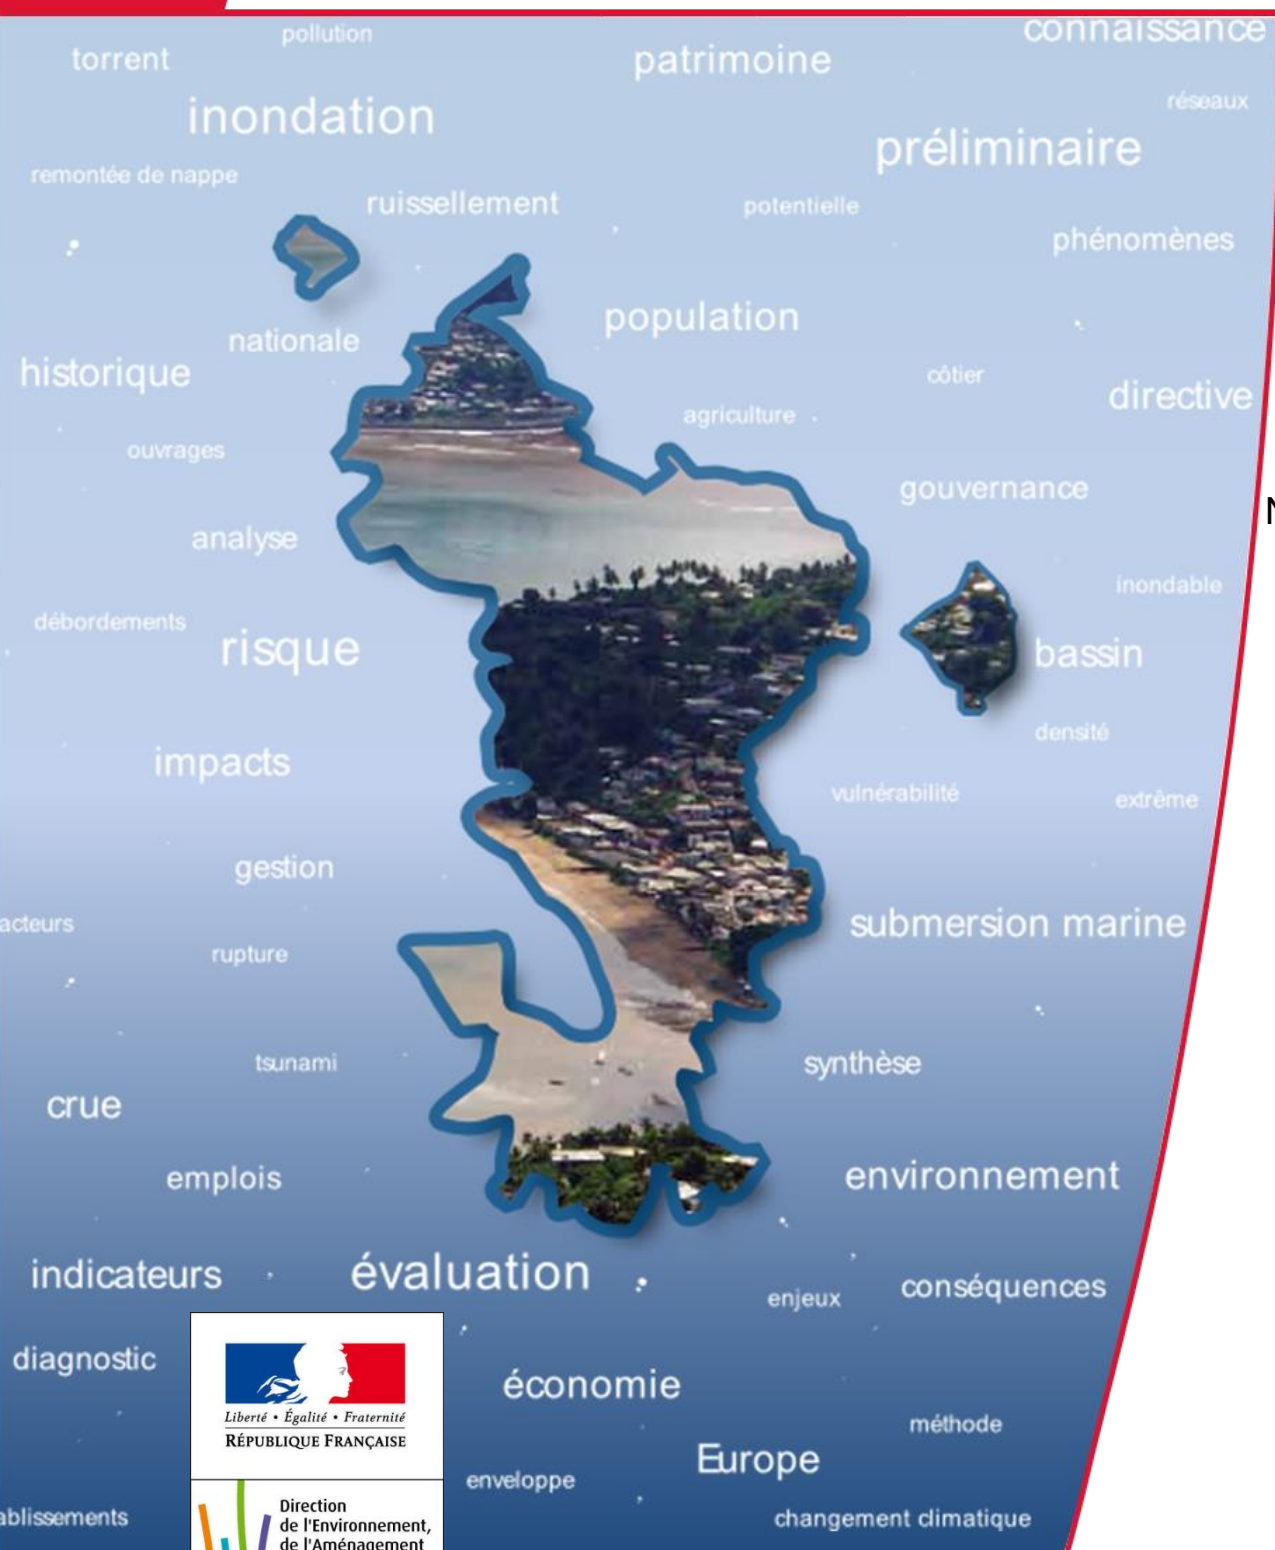 pollution
connaissance
torrent
patrimoine
réseaux
inondation
préliminaire
remontée de nappe
ruissellement
potentielle
phénomènes
population
nationale
historique
côtier
directive
agriculture
ouvrages
gouvernance
N
analyse
inondable
débordements
risque
bassin
densité
impacts
vulnérabilité
extrême
gestion
acteurs
submersion marine
rupture
tsunami
synthèse
crue
emplois
environnement
indicateurs
évaluation
enjeux
conséquences
diagnostic
économie
Liberté • Égalité • Fraternité
RÉPUBLIQUE FRANÇAISE
méthode
Europe
enveloppe
ablissements
changement climatique
Direction
de l'Environnement,
de l'Aménagement